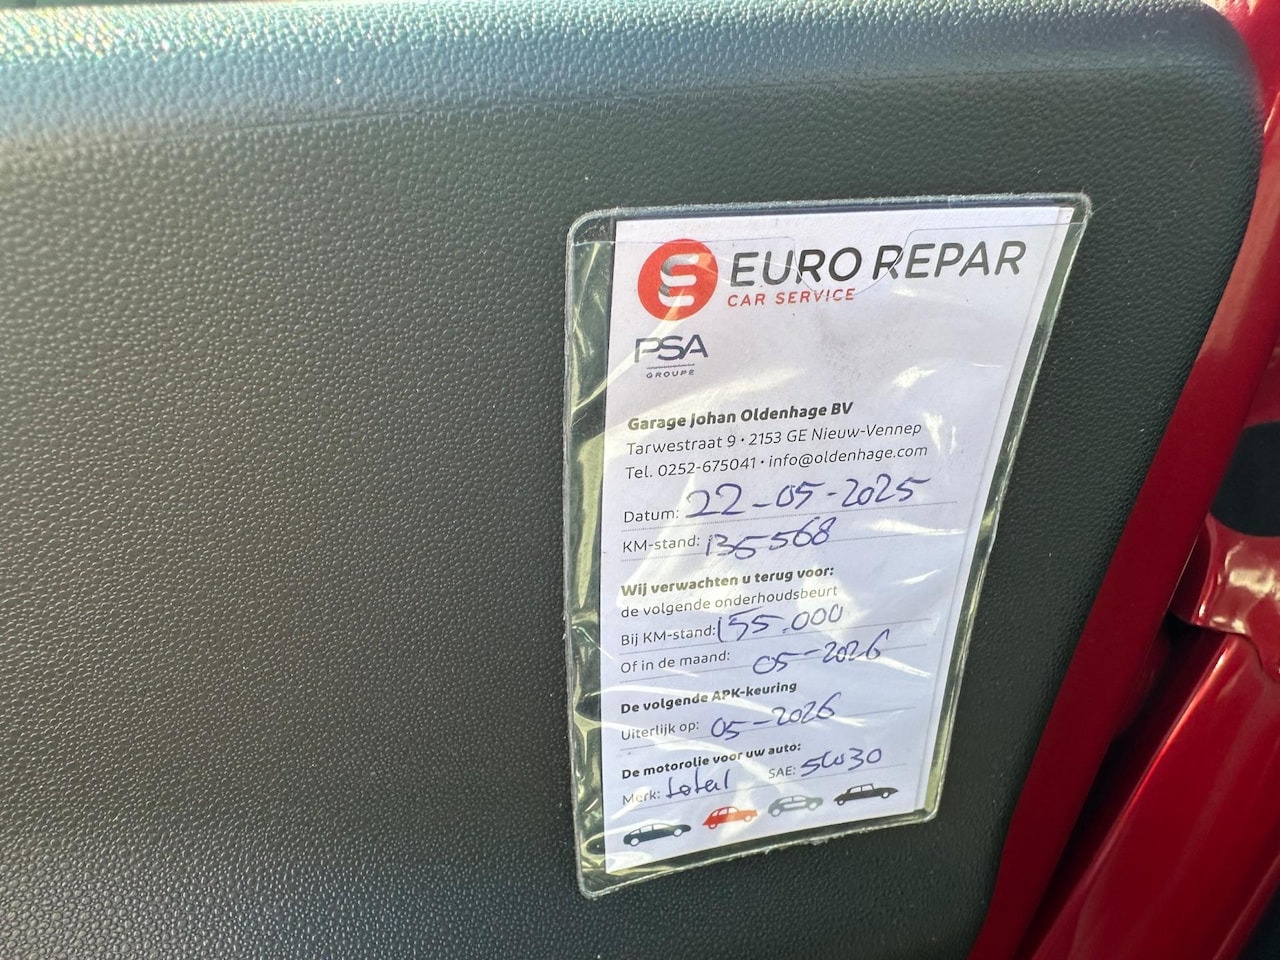 EURO REPAR
CAR SERVICE
PSA
GROUPE
Garage Johan Oldenhage BV
Tarwestraat 9 • 2153 GE Nieuw-Vennep
Tel. 0252-675041 • info@oldenhage.com
Datum: 22-05-2025
KM-stand: 135568
Wij verwachten u terug voor:
de volgende onderhoudsbeurt
Bij KM-stand: 155.000
Of in de maand: 05-2026
De volgende APK-keuring
Uiterlijk op: 05-2026
De motorolie voor uw auto:
Merk: total SAE: 5W30